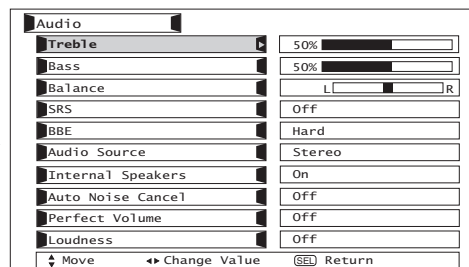 Audio
Treble 50%
Bass 50%
Balance L R
SRS Off
BBE Hard
Audio Source Stereo
Internal Speakers On
Auto Noise Cancel Off
Perfect Volume Off
Loudness Off
Move Change Value SEL Return